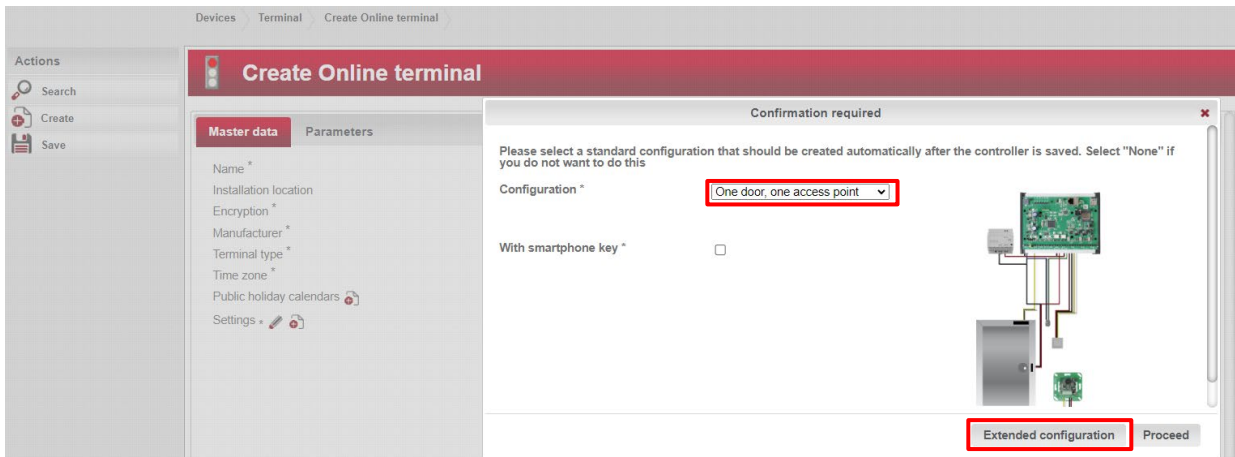 Devices Terminal Create Online terminal
Actions
Search
Create
Save
Create Online terminal
Master data Parameters
Name *
Installation location
Encryption *
Manufacturer *
Terminal type *
Time zone *
Public holiday calendars
Settings *
Confirmation required
Please select a standard configuration that should be created automatically after the controller is saved. Select "None" if
you do not want to do this
Configuration * One door, one access point
With smartphone key *
Extended configuration Proceed